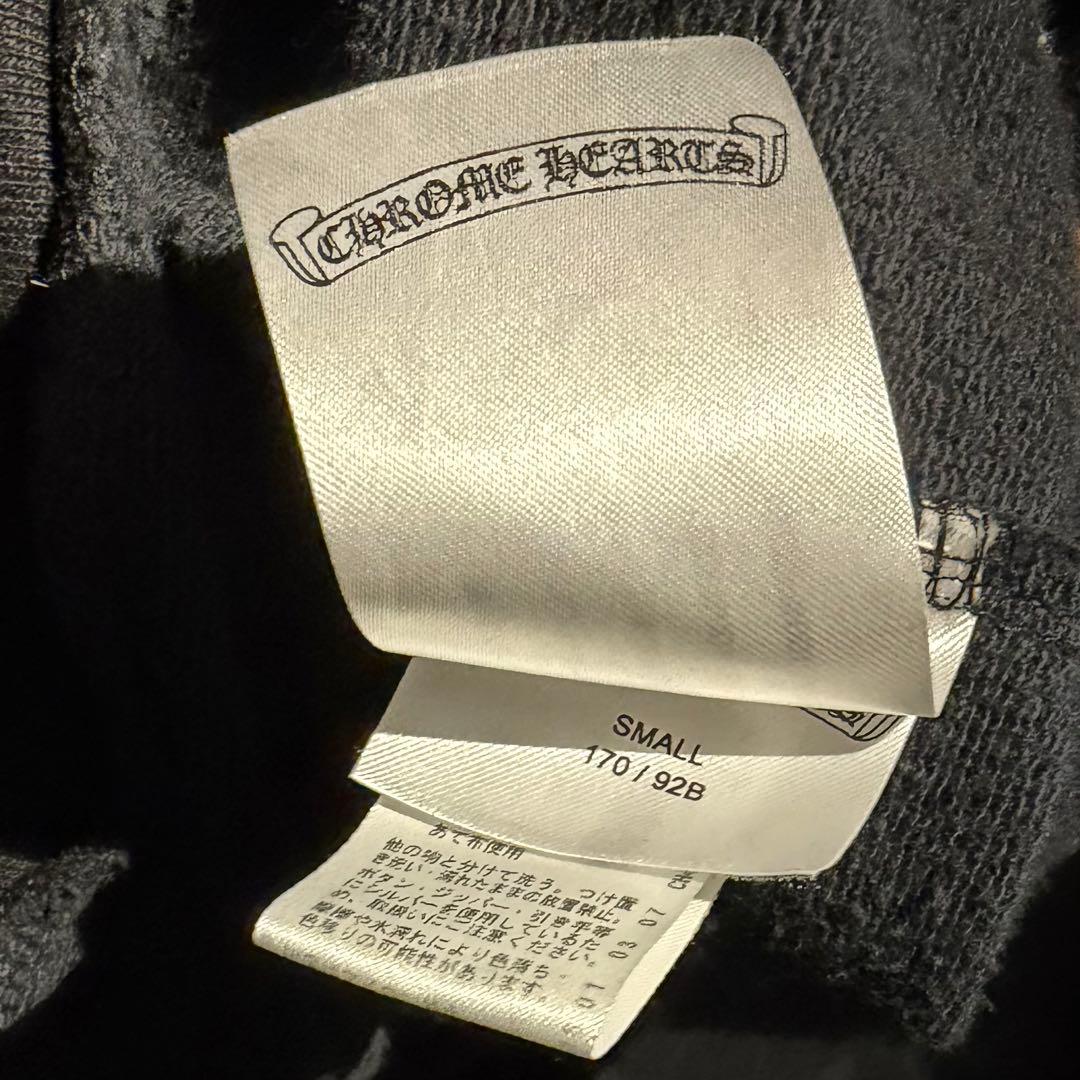 CHROME HEARTS
SMALL
170 / 92B
あて布使用
他の物と分けて洗う。つけ置
き洗い・濡れたままの放置禁止。
ボタン・ジッパー・引き手等
にシルバーを使用しているた
め、取扱いにご注意ください。
摩擦や水濡れにより色落ち・
色移りの可能性があります。
01 03 07